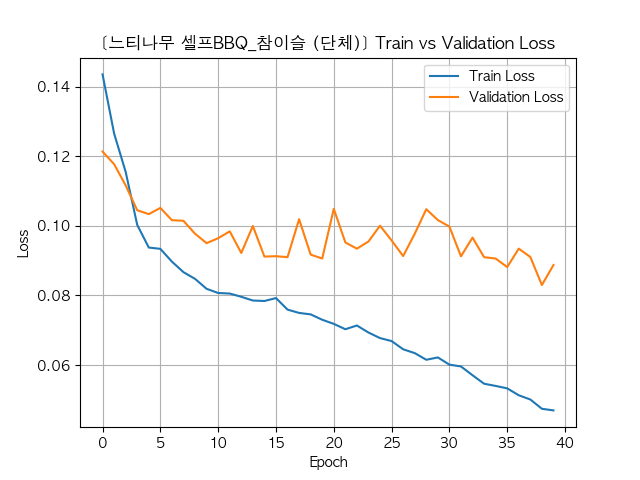 [느티나무 셀프BBQ_참이슬 (단체)] Train vs Validation Loss
Train Loss
Validation Loss
0.14
0.12
0.10
0.08
0.06
Loss
0 5 10 15 20 25 30 35 40
Epoch